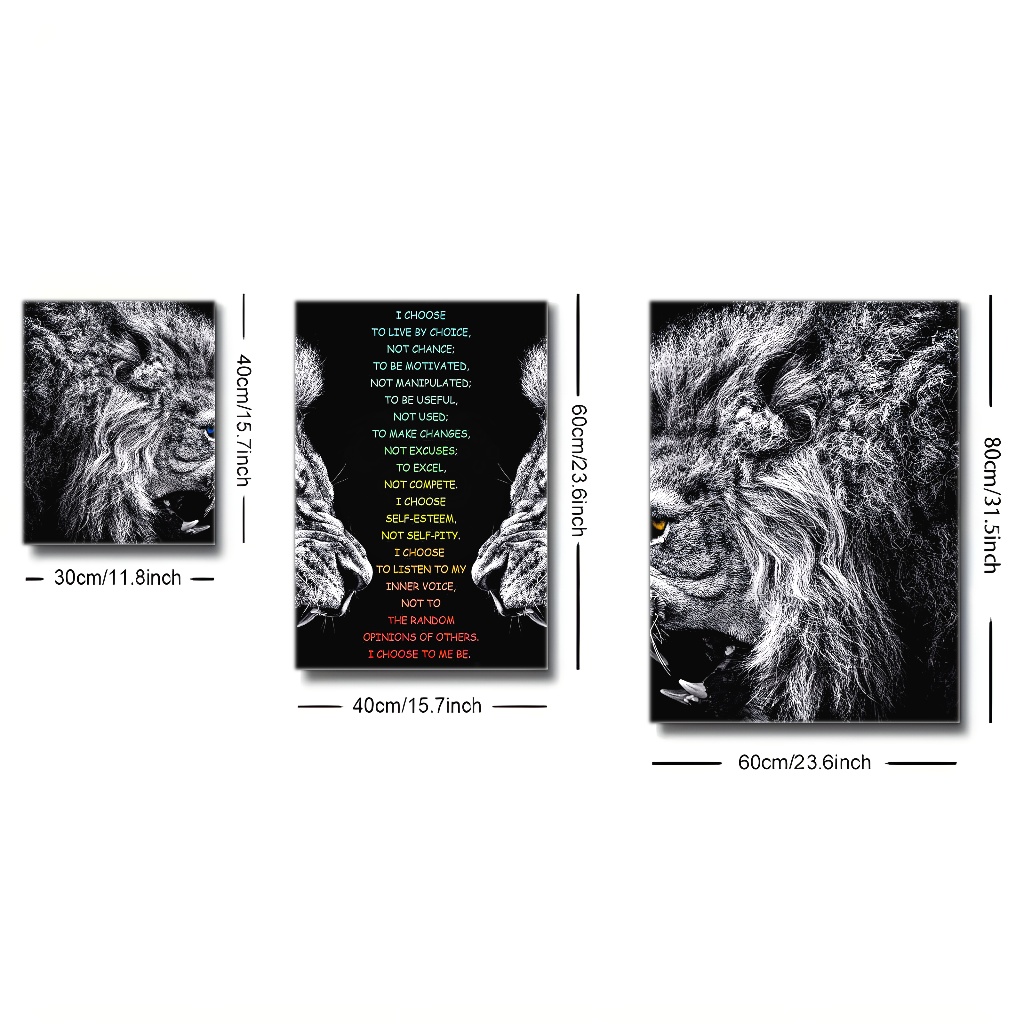 40cm/15.7inch
30cm/11.8inch
I CHOOSE
TO LIVE BY CHOICE,
NOT CHANCE;
TO BE MOTIVATED,
NOT MANIPULATED;
TO BE USEFUL,
NOT USED;
TO MAKE CHANGES,
NOT EXCUSES;
TO EXCEL,
NOT COMPETE.
I CHOOSE
SELF-ESTEEM,
NOT SELF-PITY.
I CHOOSE
TO LISTEN TO MY
INNER VOICE,
NOT TO
THE RANDOM
OPINIONS OF OTHERS.
I CHOOSE TO ME BE.
60cm/23.6inch
40cm/15.7inch
80cm/31.5inch
60cm/23.6inch